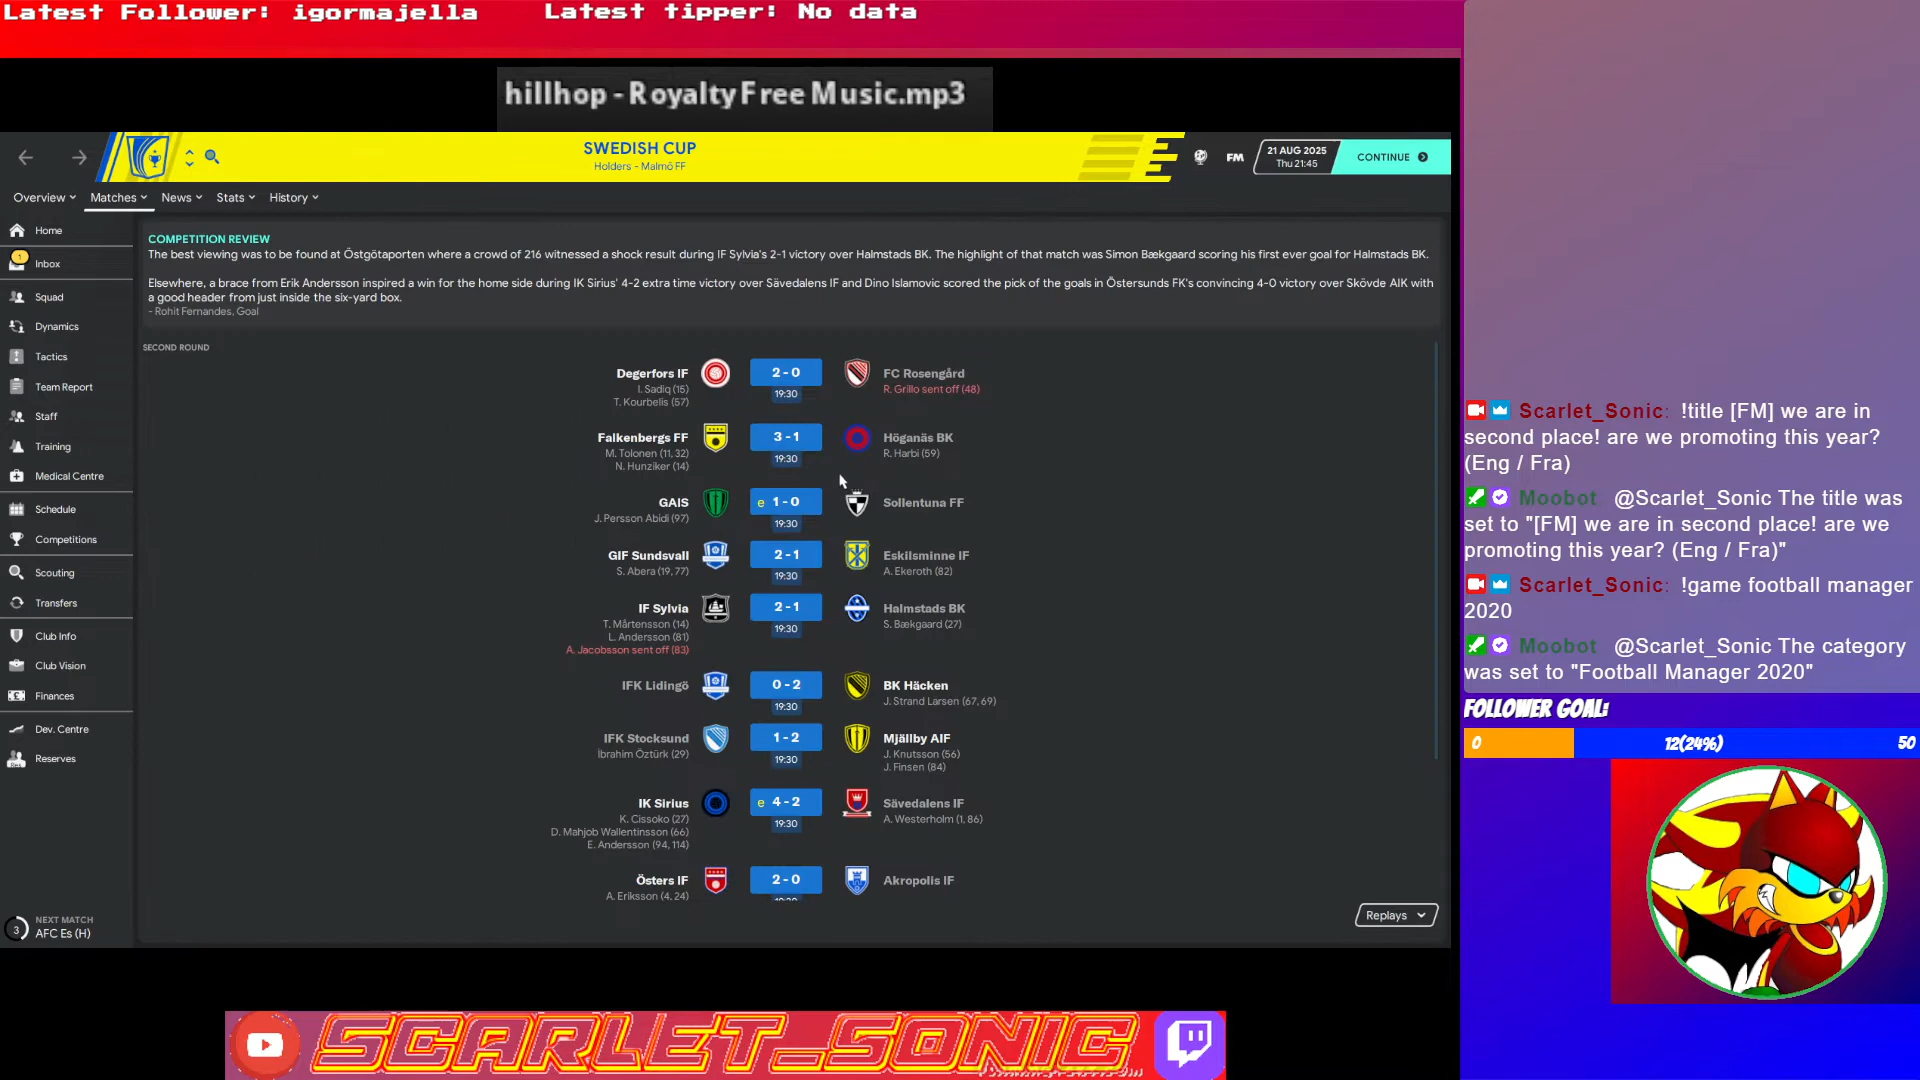 Latest Follower: igormajella
Latest tipper: No data
hillhop - Royalty Free Music.mp3
SWEDISH CUP
Holders - Malmö FF
FM
21 AUG 2025
Thu 21:45
CONTINUE
Overview
Matches
News
Stats
History
Home
1
Inbox
Squad
Dynamics
Tactics
Team Report
Staff
Training
Medical Centre
Schedule
Competitions
Scouting
Transfers
Club Info
Club Vision
Finances
Dev. Centre
Reserves
3
NEXT MATCH
AFC Es (H)
COMPETITION REVIEW
The best viewing was to be found at Östgötaporten where a crowd of 216 witnessed a shock result during IF Sylvia's 2-1 victory over Halmstads BK. The highlight of that match was Simon Bækgaard scoring his first ever goal for Halmstads BK.
Elsewhere, a brace from Erik Andersson inspired a win for the home side during IK Sirius' 4-2 extra time victory over Sävedalens IF and Dino Islamovic scored the pick of the goals in Östersunds FK's convincing 4-0 victory over Skövde AIK with
a good header from just inside the six-yard box.
- Rohit Fernandes, Goal
SECOND ROUND
Degerfors IF 2 - 0 FC Rosengård
I. Sadiq (15) 19:30 R. Grillo sent off (48)
T. Kourbelis (57)
Falkenbergs FF 3 - 1 Höganäs BK
M. Tolonen (11, 32) 19:30 R. Harbi (59)
N. Hunziker (14)
GAIS e 1 - 0 Sollentuna FF
J. Persson Abidi (97) 19:30
GIF Sundsvall 2 - 1 Eskilsminne IF
S. Abera (19, 77) 19:30 A. Ekeroth (82)
IF Sylvia 2 - 1 Halmstads BK
T. Mårtensson (14) 19:30 S. Bækgaard (27)
L. Andersson (81)
A. Jacobsson sent off (83)
IFK Lidingö 0 - 2 BK Häcken
19:30 J. Strand Larsen (67, 69)
IFK Stocksund 1 - 2 Mjällby AIF
İbrahim Öztürk (29) 19:30 J. Knutsson (56)
J. Finsen (84)
IK Sirius e 4 - 2 Sävedalens IF
K. Cissoko (27) 19:30 A. Westerholm (1, 86)
D. Mahjob Wallentinsson (66)
E. Andersson (94, 114)
Östers IF 2 - 0 Akropolis IF
A. Eriksson (4, 24)
Replays
Scarlet_Sonic: !title [FM] we are in
second place! are we promoting this year?
(Eng / Fra)
Moobot @Scarlet_Sonic The title was
set to "[FM] we are in second place! are we
promoting this year? (Eng / Fra)"
Scarlet_Sonic: !game football manager
2020
Moobot @Scarlet_Sonic The category
was set to "Football Manager 2020"
FOLLOWER GOAL:
0 12(24%) 50
SCARLET_SONIC